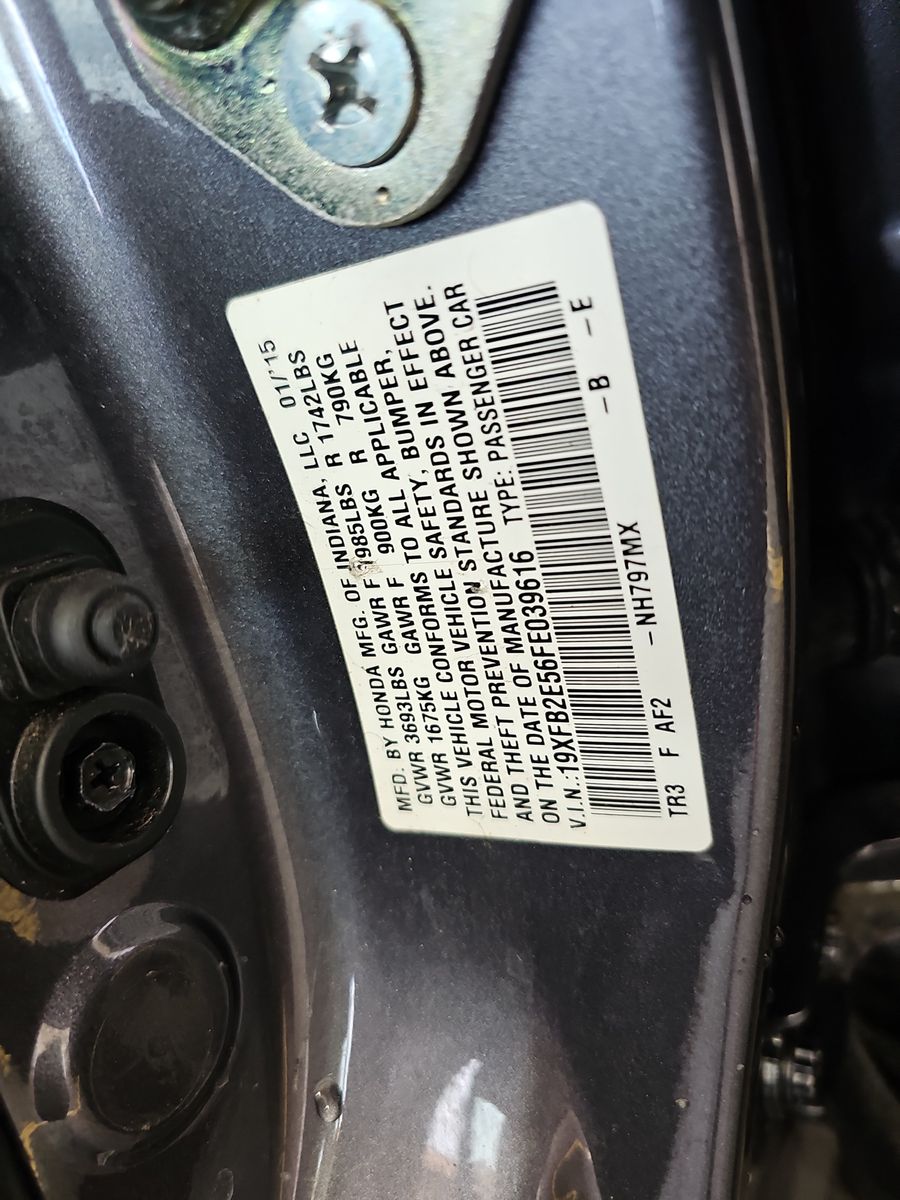 MFD. BY HONDA MFG. OF INDIANA, LLC 01/'15
GVWR 3693LBS GAWR F 1985LBS R 1742LBS
GVWR 1675KG GAWR F 900KG R 790KG
THIS VEHICLE CONFORMS TO ALL APPLICABLE
FEDERAL MOTOR VEHICLE SAFETY, BUMPER,
AND THEFT PREVENTION STANDARDS IN EFFECT
ON THE DATE OF MANUFACTURE SHOWN ABOVE.
V.I.N.:19XFB2E56FE039616 TYPE: PASSENGER CAR
TR3 F AF2 -NH797MX -B -E